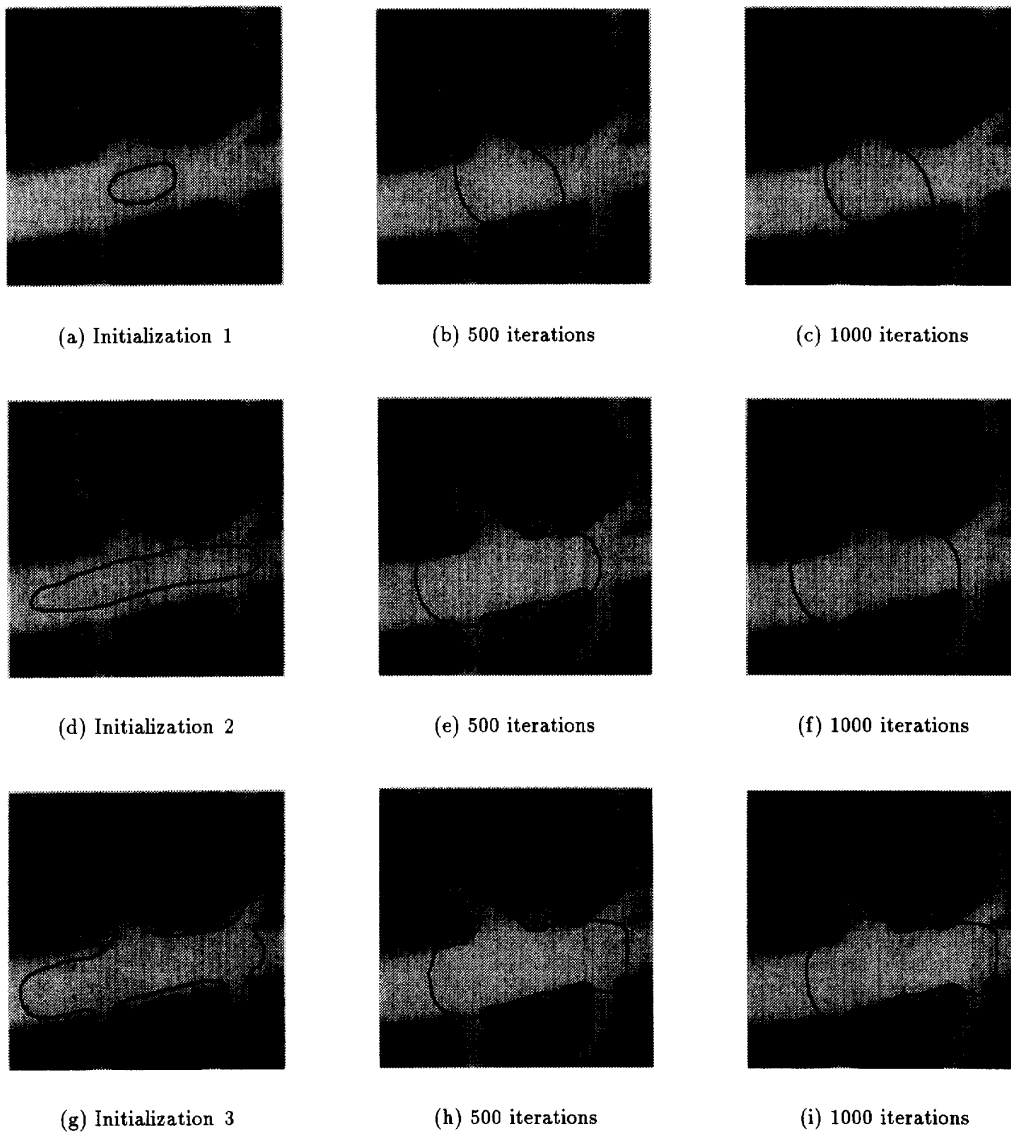 (a) Initialization 1
(b) 500 iterations
(c) 1000 iterations
(d) Initialization 2
(e) 500 iterations
(f) 1000 iterations
(g) Initialization 3
(h) 500 iterations
(i) 1000 iterations